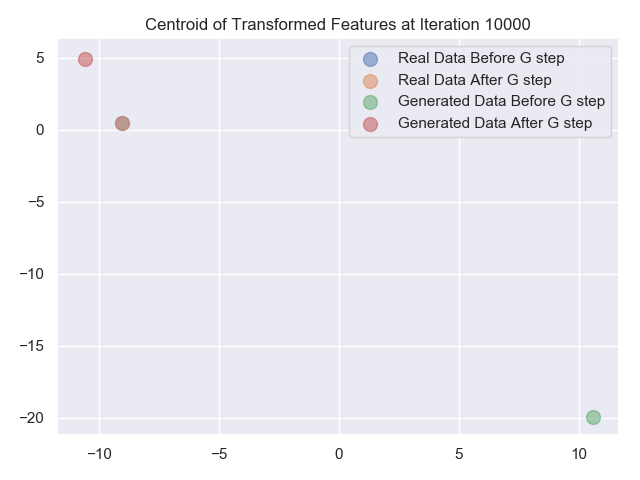 Centroid of Transformed Features at Iteration 10000
Real Data Before G step
Real Data After G step
Generated Data Before G step
Generated Data After G step
5
0
−5
−10
−15
−20
−10
−5
0
5
10